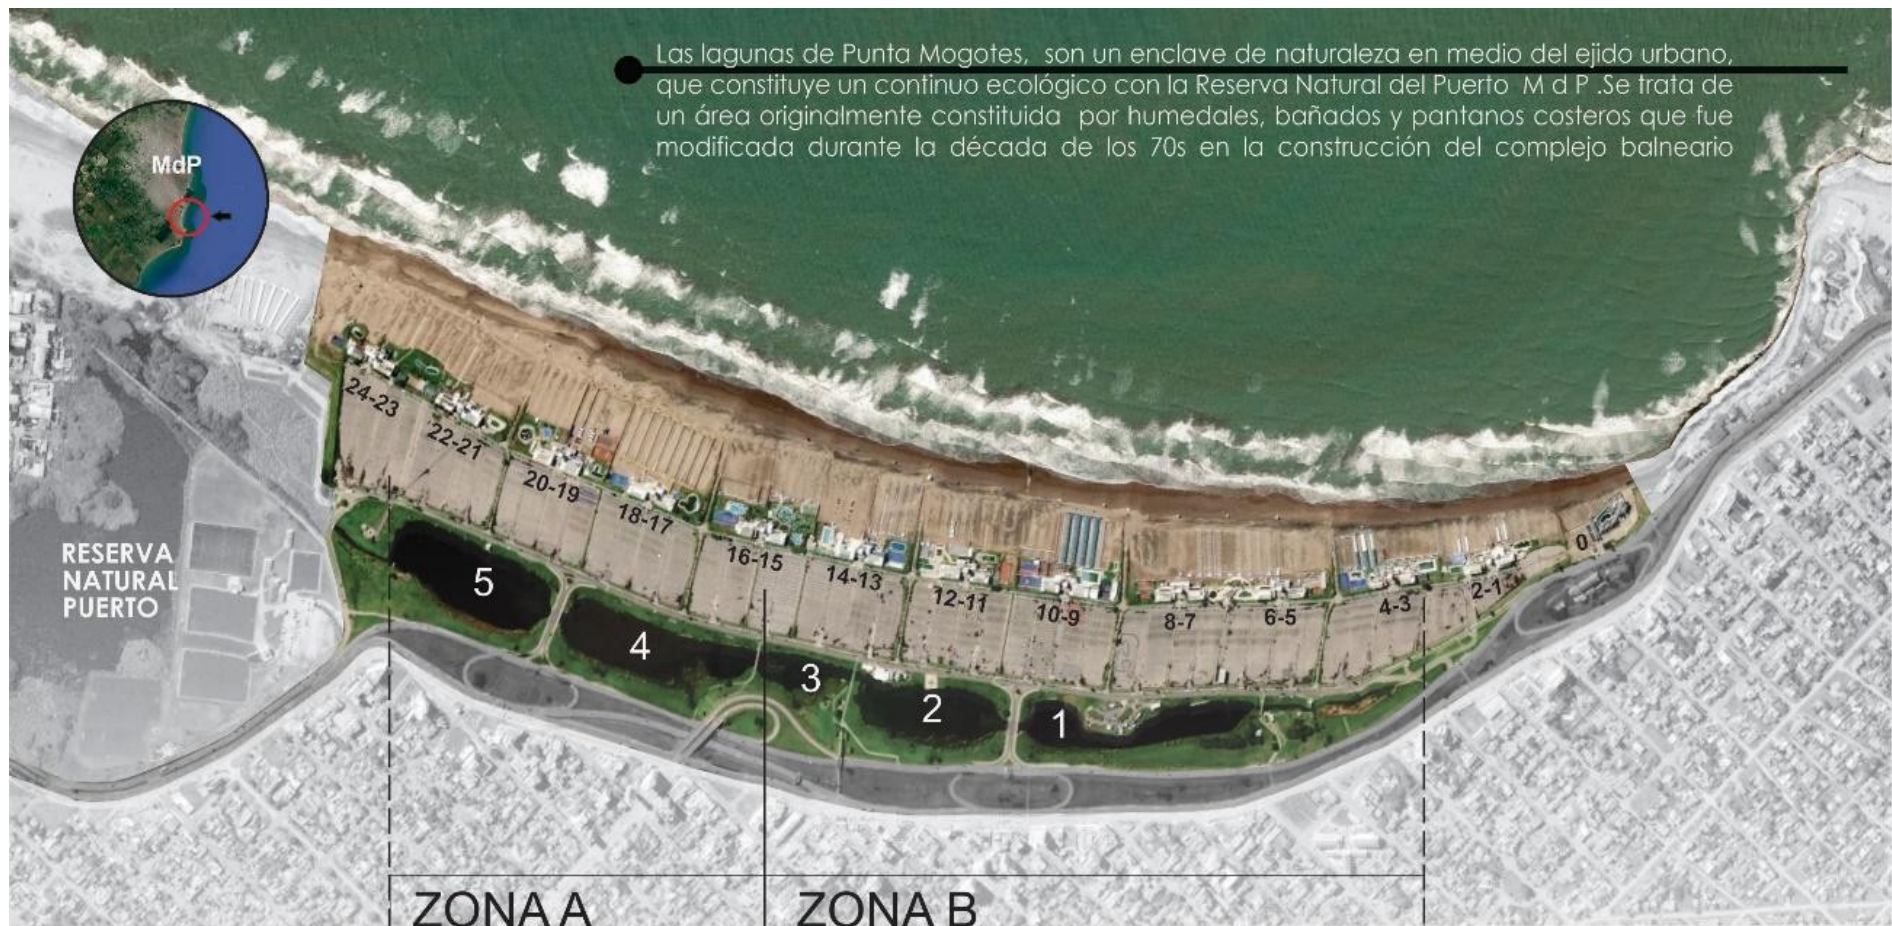 Las lagunas de Punta Mogotes, son un enclave de naturaleza en medio del ejido urbano,
que constituye un continuo ecológico con la Reserva Natural del Puerto M d P .Se trata de
un área originalmente constituida por humedales, bañados y pantanos costeros que fue
modificada durante la década de los 70s en la construcción del complejo balneario
MdP
24-23
22-21
20-19
18-17
16-15
14-13
12-11
10-9
8-7
6-5
4-3
2-1
0
RESERVA
NATURAL
PUERTO
5
4
3
2
1
ZONA A
ZONA B